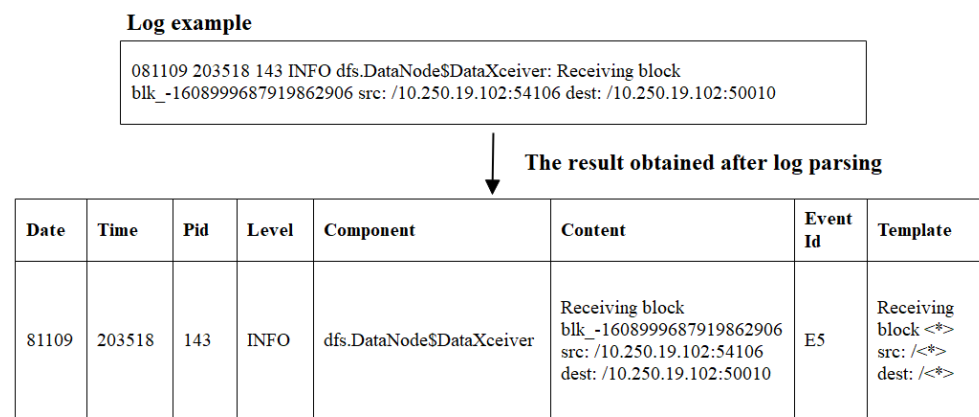 Log example
081109 203518 143 INFO dfs.DataNode$DataXceiver: Receiving block
blk_-1608999687919862906 src: /10.250.19.102:54106 dest: /10.250.19.102:50010
The result obtained after log parsing
Date Time Pid Level Component Content Event Id Template
81109 203518 143 INFO dfs.DataNode$DataXceiver
Receiving block
blk_-1608999687919862906
src: /10.250.19.102:54106
dest: /10.250.19.102:50010
E5
Receiving
block <*>
src: /<*>
dest: /<*>